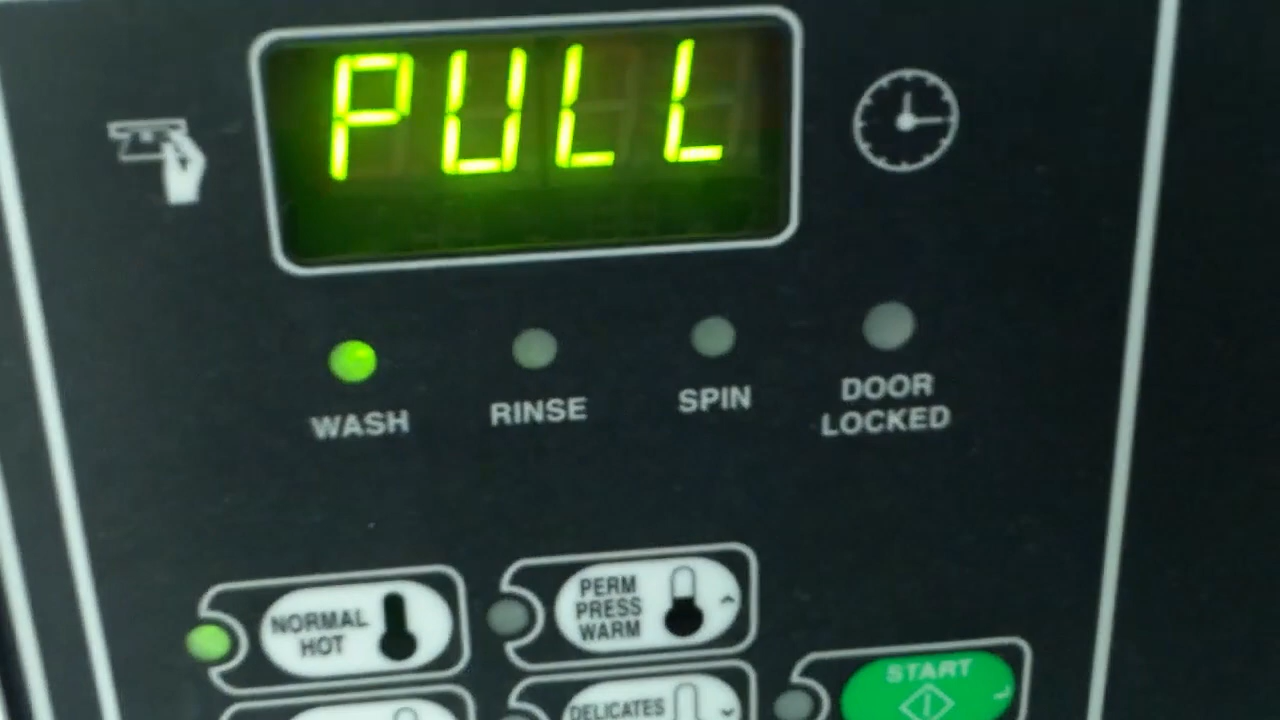 PULL
WASH
RINSE
SPIN
DOOR
LOCKED
NORMAL
HOT
PERM
PRESS
WARM
DELICATES
START